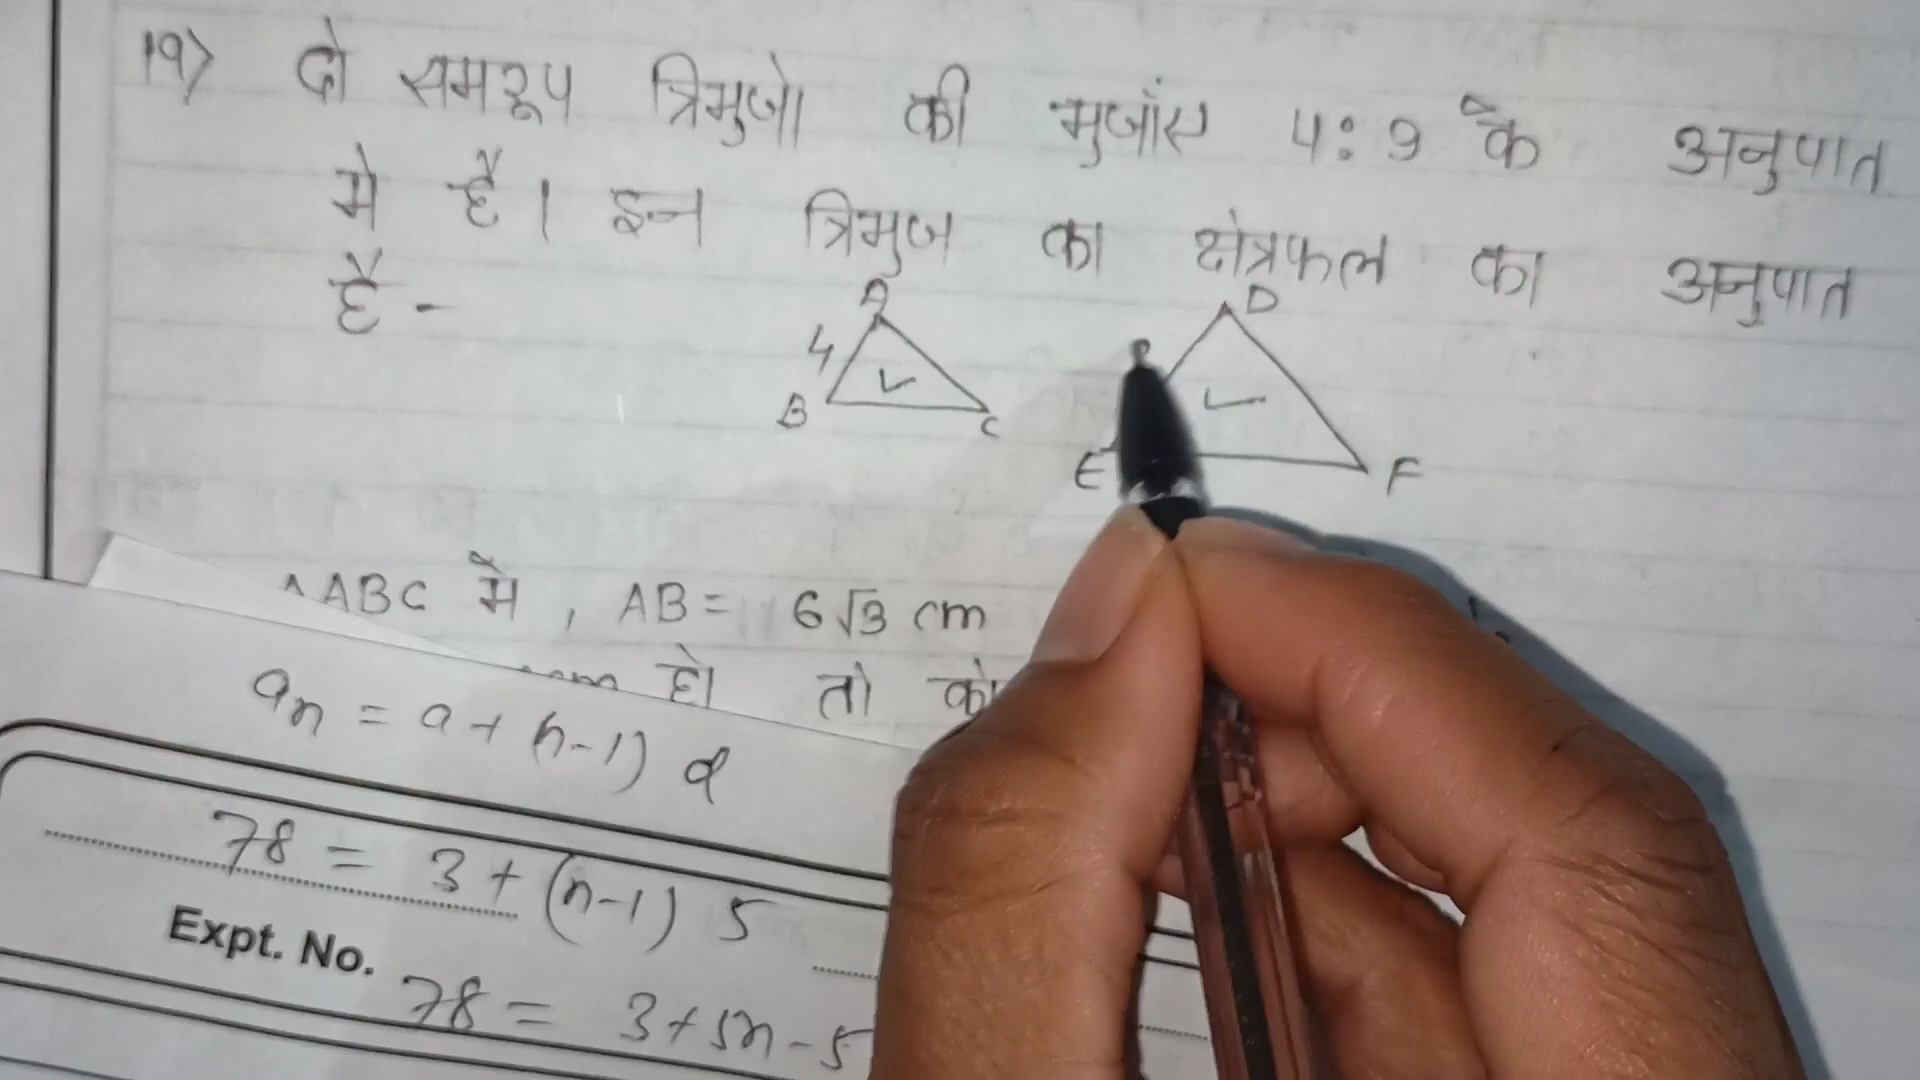 19> दो समरूप त्रिभुजो की भुजाँए 4:9 के अनुपात
मे है। इन त्रिभुज का क्षेत्रफल का अनुपात
है -
A
4
B
C
D
E
F
ABC में , AB = 6√3 cm
cm हो तो
an = a + (n-1) d
78 = 3 + (n-1) 5
Expt. No.
78 = 3+5n-5